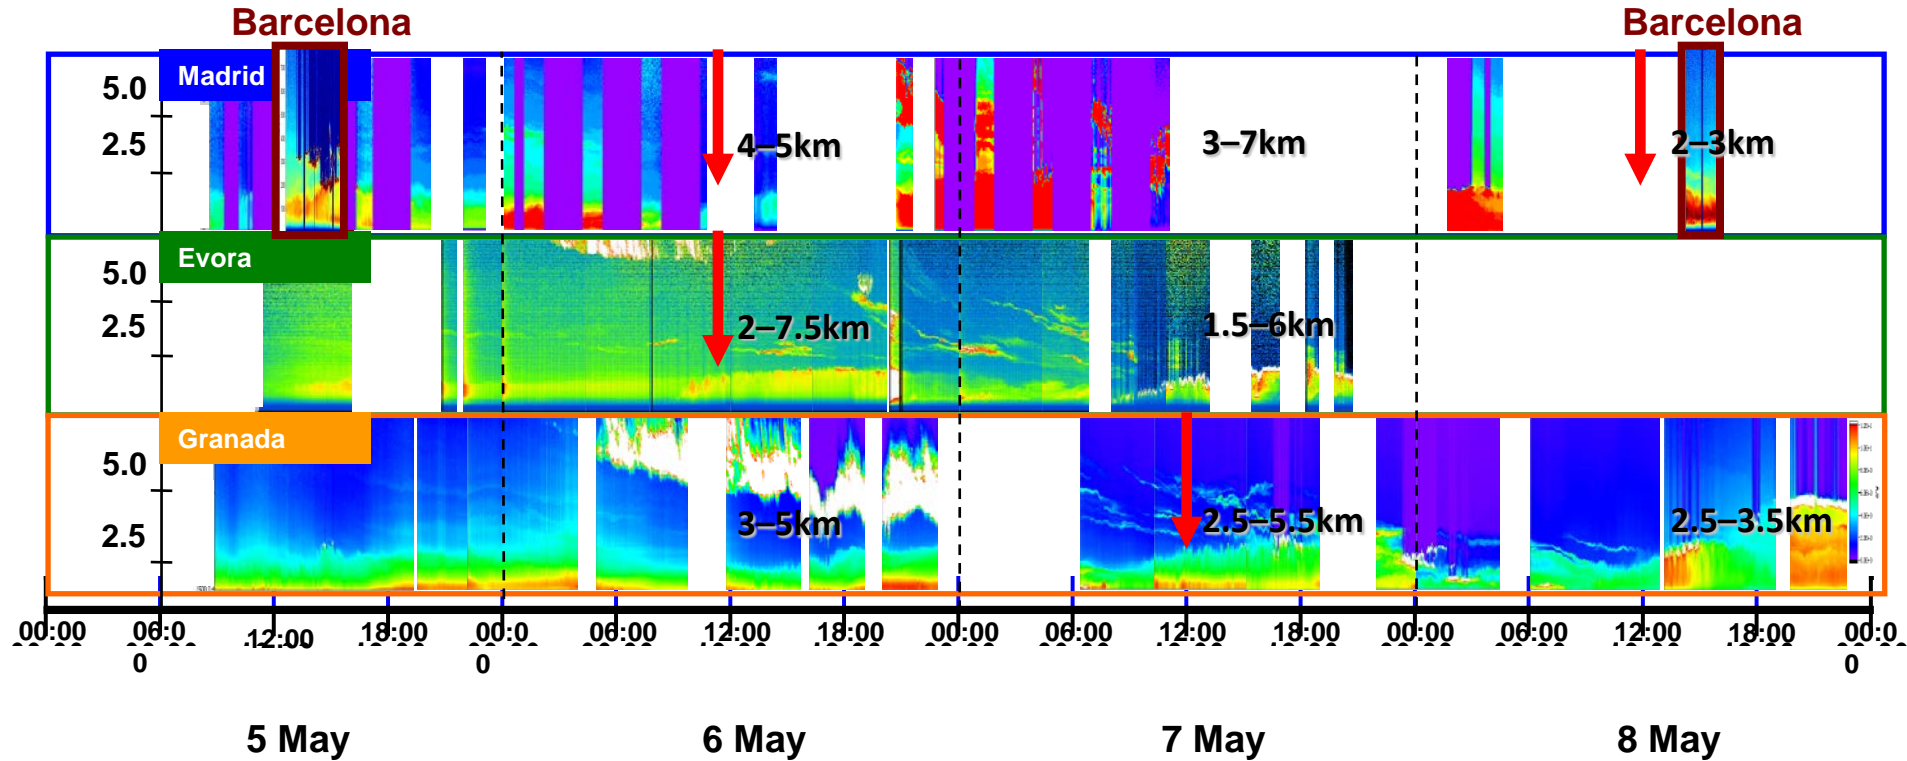 Barcelona Barcelona
Madrid
5.0
2.5
4–5km 3–7km 2–3km
Evora
5.0
2.5
2–7.5km 1.5–6km
Granada
5.0
2.5
3–5km 2.5–5.5km 2.5–3.5km
00:00 06:0 12:00 18:00 00:0 06:00 12:00 18:00 00:00 06:00 12:00 18:00 00:00 06:00 12:00 18:00 00:0
0 0 0
5 May 6 May 7 May 8 May